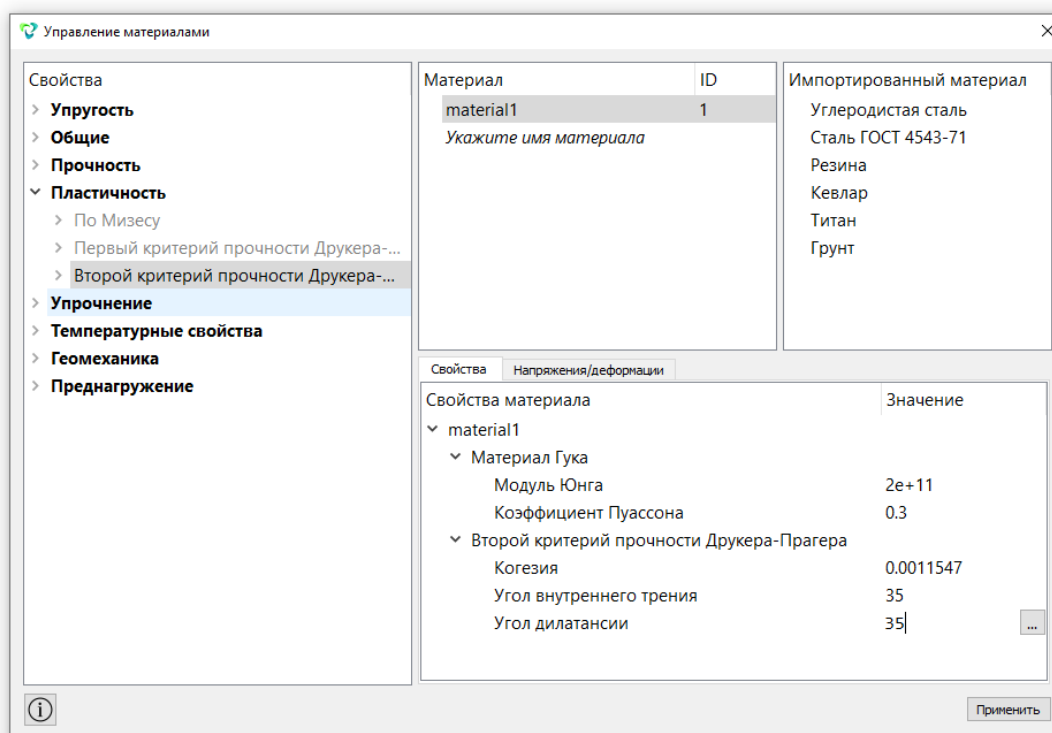 Управление материалами
Свойства
Упругость
Общие
Прочность
Пластичность
По Мизесу
Первый критерий прочности Друкера-...
Второй критерий прочности Друкера-...
Упрочнение
Температурные свойства
Геомеханика
Преднагружение
Материал ID
material1 1
Укажите имя материала
Импортированный материал
Углеродистая сталь
Сталь ГОСТ 4543-71
Резина
Кевлар
Титан
Грунт
Свойства Напряжения/деформации
Свойства материала Значение
material1
Материал Гука
Модуль Юнга 2e+11
Коэффициент Пуассона 0.3
Второй критерий прочности Друкера-Прагера
Когезия 0.0011547
Угол внутреннего трения 35
Угол дилатансии 35 ...
Применить